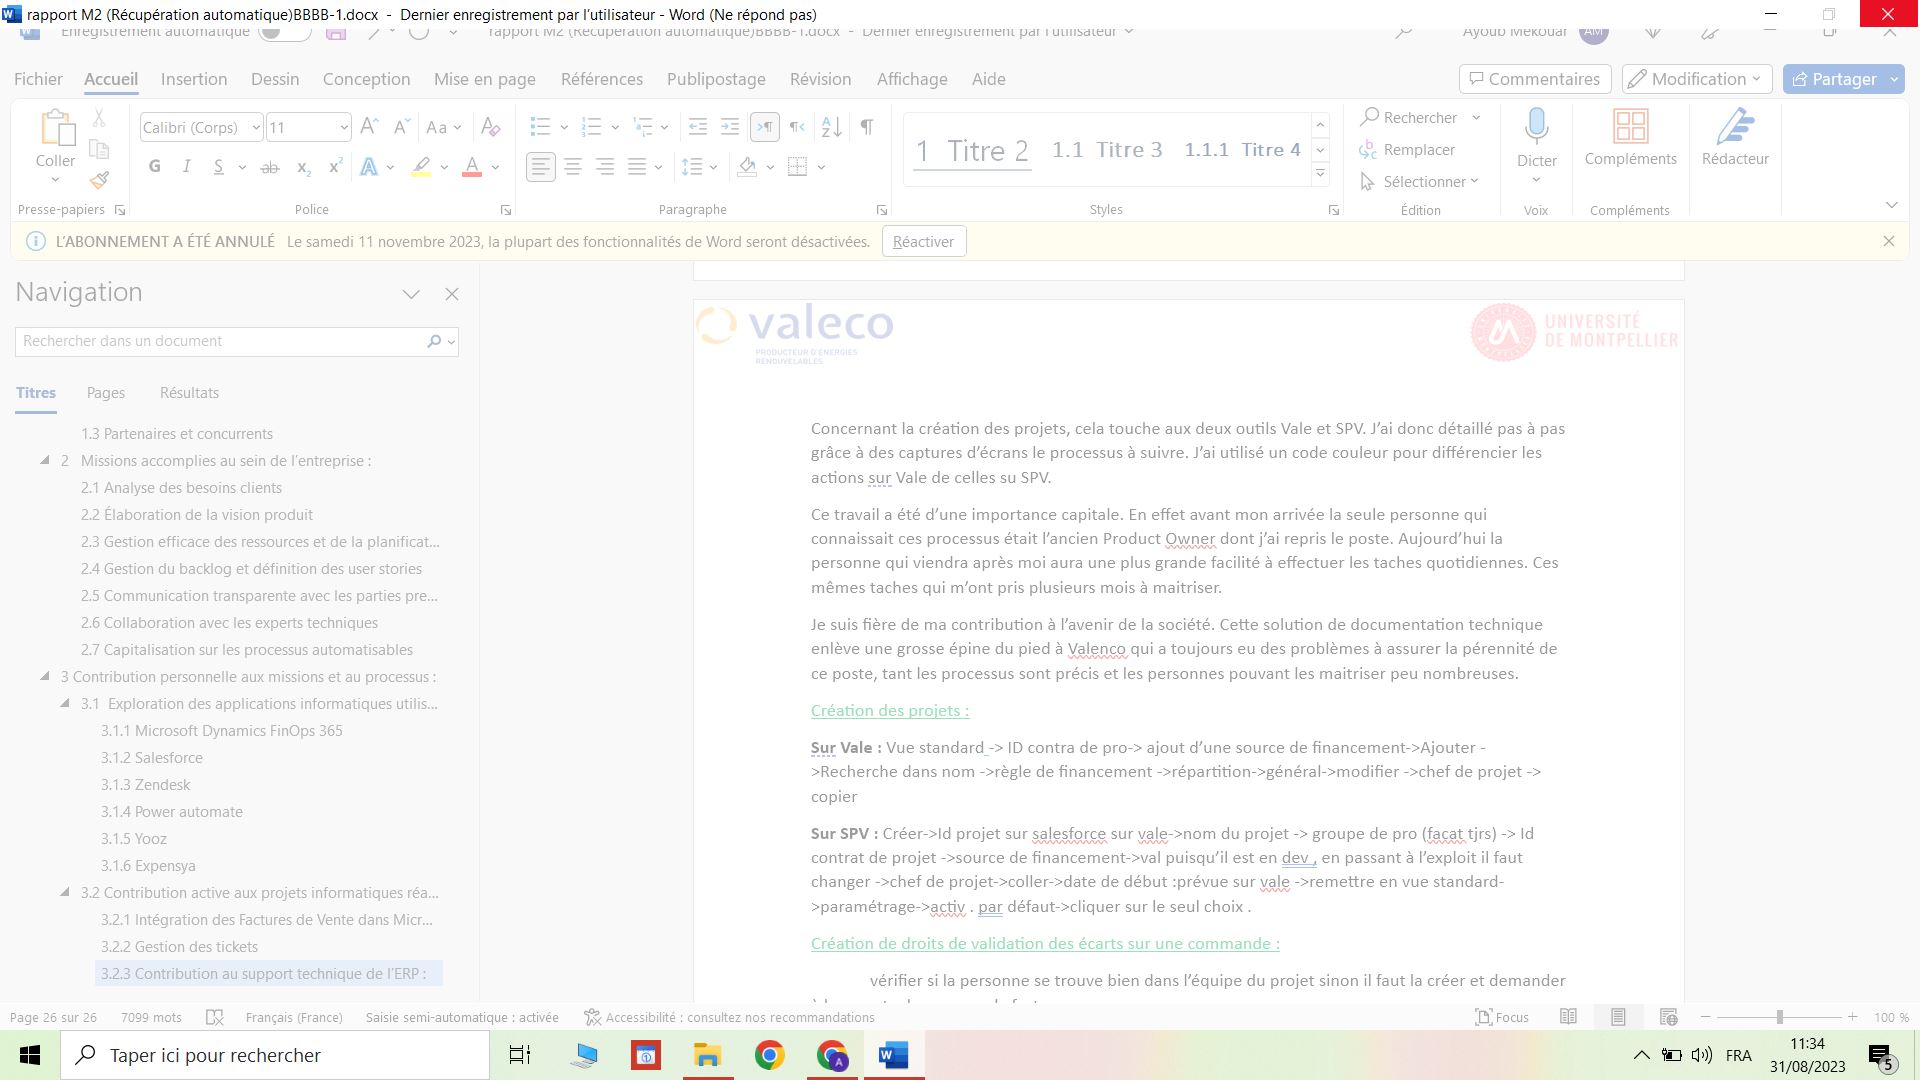 rapport M2 (Récupération automatique)BBBB-1.docx - Dernier enregistrement par l'utilisateur - Word (Ne répond pas)
Enregistrement automatique rapport M2 (Récupération automatique)BBBB-1.docx - Dernier enregistrement par l'utilisateur Ayoub Mekouar AM
Fichier Accueil Insertion Dessin Conception Mise en page Références Publipostage Révision Affichage Aide Commentaires Modification Partager
Calibri (Corps) 11 Aa
Coller
G I S ab x₂ x² A A
1 Titre 2 1.1 Titre 3 1.1.1 Titre 4
Rechercher
Remplacer
Sélectionner
Dicter Compléments Rédacteur
Presse-papiers Police Paragraphe Styles Édition Voix Compléments
L'ABONNEMENT A ÉTÉ ANNULÉ Le samedi 11 novembre 2023, la plupart des fonctionnalités de Word seront désactivées. Réactiver
Navigation
Rechercher dans un document
Titres Pages Résultats
1.3 Partenaires et concurrents
2 Missions accomplies au sein de l'entreprise :
2.1 Analyse des besoins clients
2.2 Élaboration de la vision produit
2.3 Gestion efficace des ressources et de la planificat...
2.4 Gestion du backlog et définition des user stories
2.5 Communication transparente avec les parties pre...
2.6 Collaboration avec les experts techniques
2.7 Capitalisation sur les processus automatisables
3 Contribution personnelle aux missions et au processus :
3.1 Exploration des applications informatiques utilis...
3.1.1 Microsoft Dynamics FinOps 365
3.1.2 Salesforce
3.1.3 Zendesk
3.1.4 Power automate
3.1.5 Yooz
3.1.6 Expensya
3.2 Contribution active aux projets informatiques réa...
3.2.1 Intégration des Factures de Vente dans Micr...
3.2.2 Gestion des tickets
3.2.3 Contribution au support technique de l'ERP :
valeco
PRODUCTEUR D'ÉNERGIES
RENOUVELABLES
UNIVERSITÉ
DE MONTPELLIER
Concernant la création des projets, cela touche aux deux outils Vale et SPV. J'ai donc détaillé pas à pas
grâce à des captures d'écrans le processus à suivre. J'ai utilisé un code couleur pour différencier les
actions sur Vale de celles su SPV.
Ce travail a été d'une importance capitale. En effet avant mon arrivée la seule personne qui
connaissait ces processus était l'ancien Product Owner dont j'ai repris le poste. Aujourd'hui la
personne qui viendra après moi aura une plus grande facilité à effectuer les taches quotidiennes. Ces
mêmes taches qui m'ont pris plusieurs mois à maitriser.
Je suis fière de ma contribution à l'avenir de la société. Cette solution de documentation technique
enlève une grosse épine du pied à Valenco qui a toujours eu des problèmes à assurer la pérennité de
ce poste, tant les processus sont précis et les personnes pouvant les maitriser peu nombreuses.
Création des projets :
Sur Vale : Vue standard -> ID contra de pro-> ajout d'une source de financement->Ajouter -
>Recherche dans nom ->règle de financement ->répartition->général->modifier ->chef de projet ->
copier
Sur SPV : Créer->Id projet sur salesforce sur vale->nom du projet -> groupe de pro (facat tjrs) -> Id
contrat de projet ->source de financement->val puisqu'il est en dev , en passant à l'exploit il faut
changer ->chef de projet->coller->date de début :prévue sur vale ->remettre en vue standard-
>paramétrage->activ . par défaut->cliquer sur le seul choix .
Création de droits de validation des écarts sur une commande :
vérifier si la personne se trouve bien dans l'équipe du projet sinon il faut la créer et demander
Page 26 sur 26 7099 mots Français (France) Saisie semi-automatique : activée Accessibilité : consultez nos recommandations Focus 100 %
Taper ici pour rechercher
FRA
11:34
31/08/2023
5